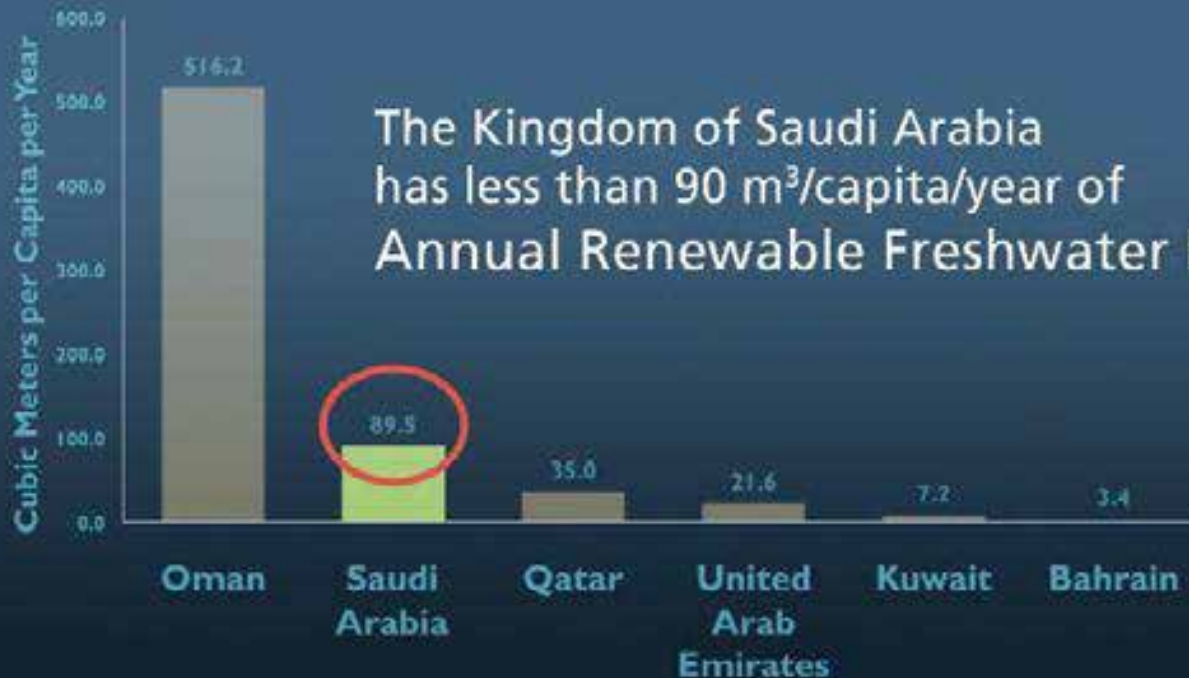 Cubic Meters per Capita per Year
600.0
500.0
400.0
300.0
200.0
100.0
0.0
The Kingdom of Saudi Arabia
has less than 90 m³/capita/year of
Annual Renewable Freshwater
516.2
89.5
35.0
21.6
7.2
3.4
Oman
Saudi
Arabia
Qatar
United
Arab
Emirates
Kuwait
Bahrain